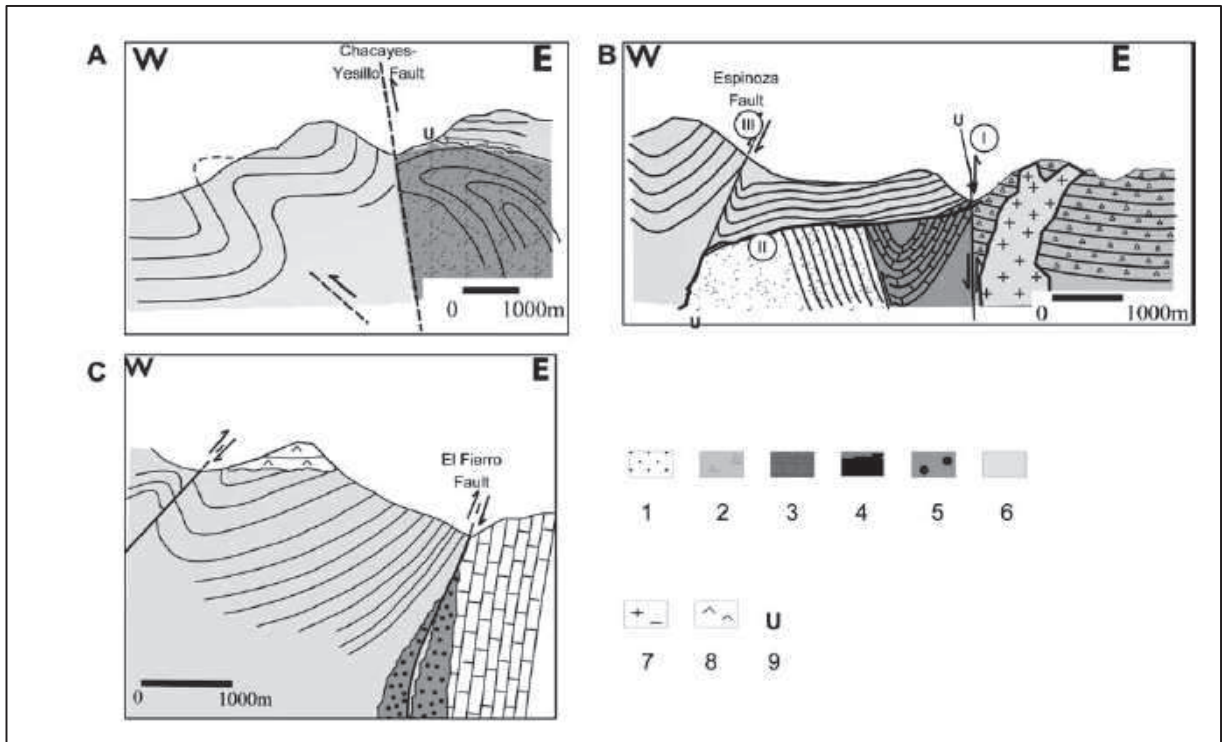 A
W
Chacayes-
Yesillo Fault
E
U
0 1000m
B
W
E
Espinoza
Fault
III
U
I
II
U
0 1000m
C
W
E
El Fierro
Fault
0 1000m
1 2 3 4 5 6
U
7 8 9